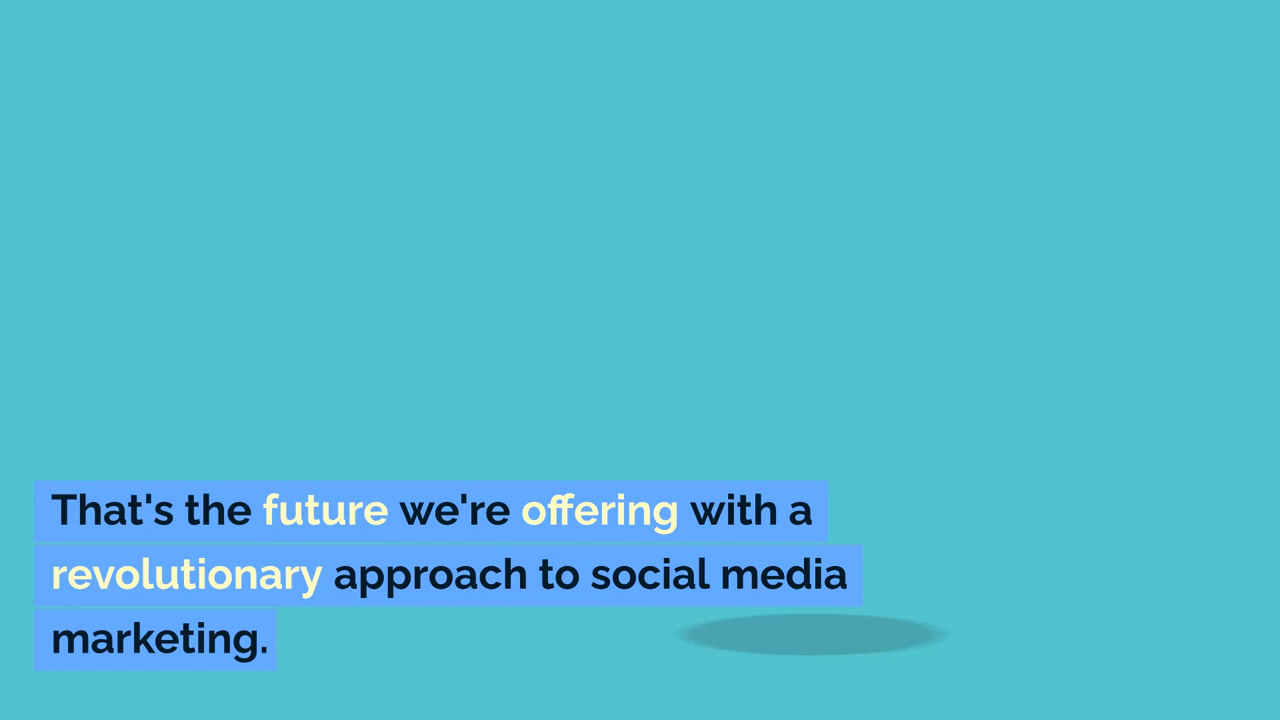 That's the future we're offering with a
revolutionary approach to social media
marketing.